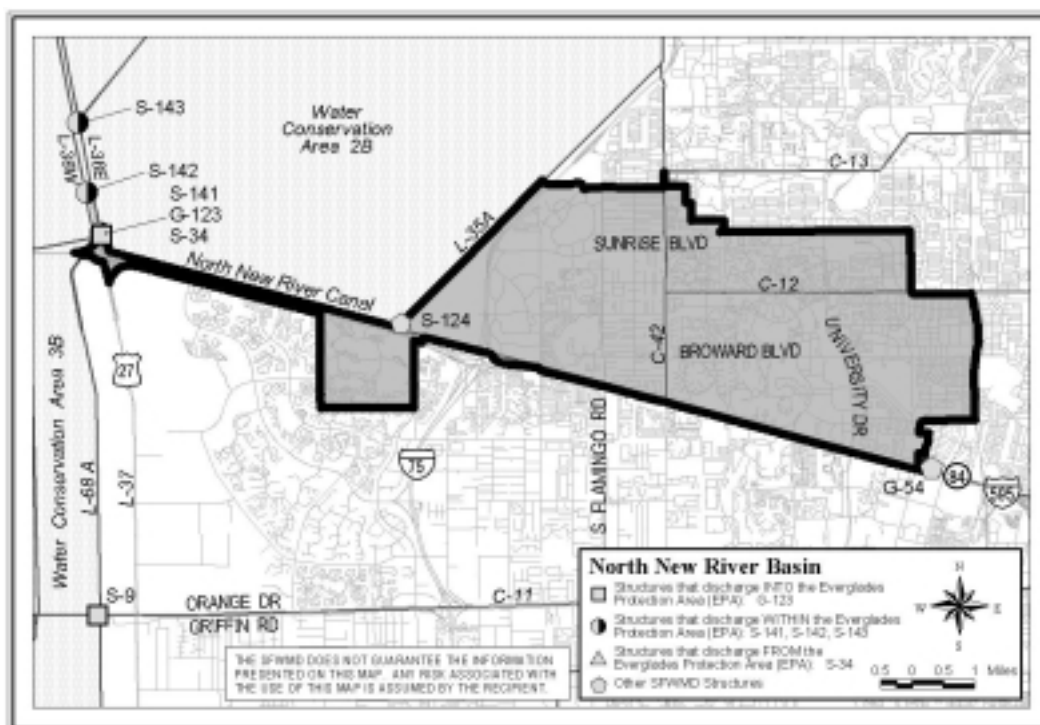 S-143
Water
Conservation
Area 2B
L-38W
L-38E
S-142
S-141
G-123
S-34
C-13
L-35A
SUNRISE BLVD
North New River Canal
C-12
S-124
C-42
BROWARD BLVD
UNIVERSITY DR
Water Conservation Area 3B
27
L-68 A
L-37
75
S FLAMINGO RD
G-54
84
595
S-9
ORANGE DR
GRIFFIN RD
C-11
North New River Basin
Structures that discharge INTO the Everglades
Protection Area (EPA): G-123
Structures that discharge WITHIN the Everglades
Protection Area (EPA): S-141, S-142, S-143
Structures that discharge FROM the
Everglades Protection Area (EPA): S-34
Other SFWMD Structures
N
W
E
S
0.5 0 0.5 1 Miles
THE SFWMD DOES NOT GUARANTEE THE INFORMATION
PRESENTED ON THIS MAP. ANY RISK ASSOCIATED WITH
THE USE OF THIS MAP IS ASSUMED BY THE RECIPIENT.